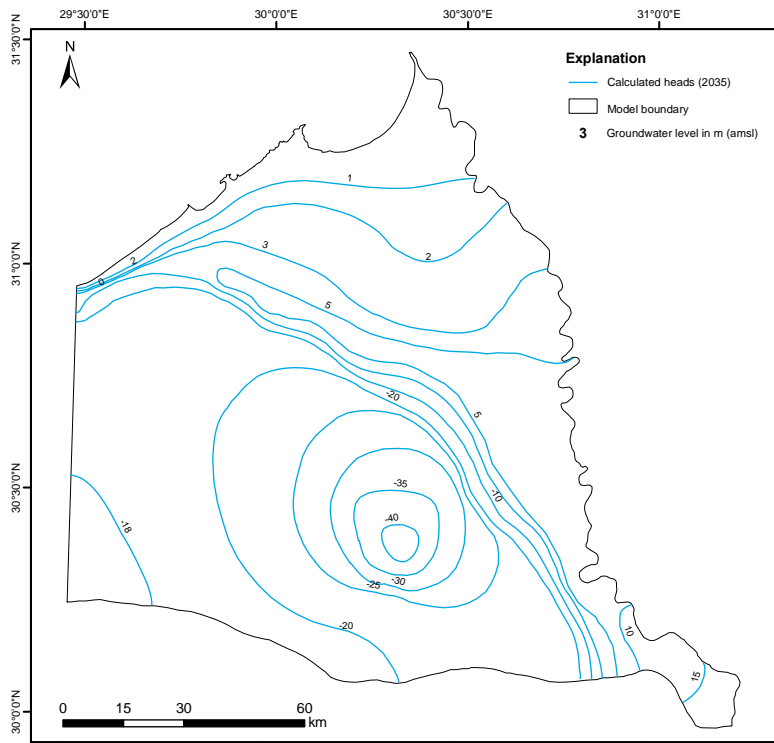 29°30'0"E 30°0'0"E 30°30'0"E 31°0'0"E
31°30'0"N
N
Explanation
Calculated heads (2035)
Model boundary
3 Groundwater level in m (amsl)
1
2
2
3
31°0'0"N
0
5
-20
5
-35
-10
30°30'0"N
-18
-40
-30
-25
-20
10
15
30°0'0"N
0 15 30 60
km